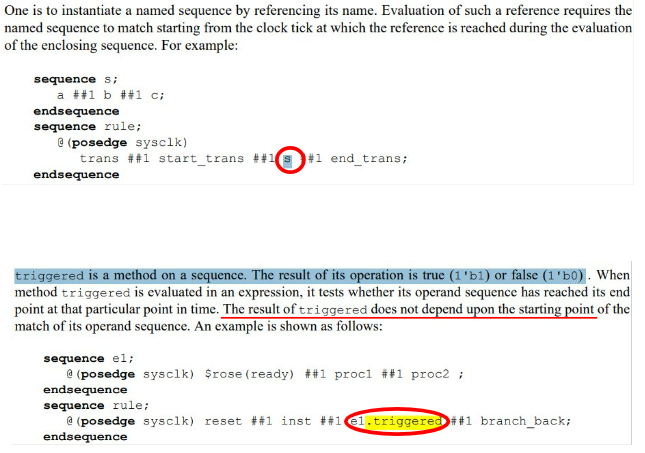 One is to instantiate a named sequence by referencing its name. Evaluation of such a reference requires the
named sequence to match starting from the clock tick at which the reference is reached during the evaluation
of the enclosing sequence. For example:
sequence s;
a ##1 b ##1 c;
endsequence
sequence rule;
@(posedge sysclk)
trans ##1 start_trans ##1 s ##1 end_trans;
endsequence
triggered is a method on a sequence. The result of its operation is true (1'b1) or false (1'b0). When
method triggered is evaluated in an expression, it tests whether its operand sequence has reached its end
point at that particular point in time. The result of triggered does not depend upon the starting point of the
match of its operand sequence. An example is shown as follows:
sequence e1;
@(posedge sysclk) $rose(ready) ##1 proc1 ##1 proc2 ;
endsequence
sequence rule;
@(posedge sysclk) reset ##1 inst ##1 e1.triggered ##1 branch_back;
endsequence